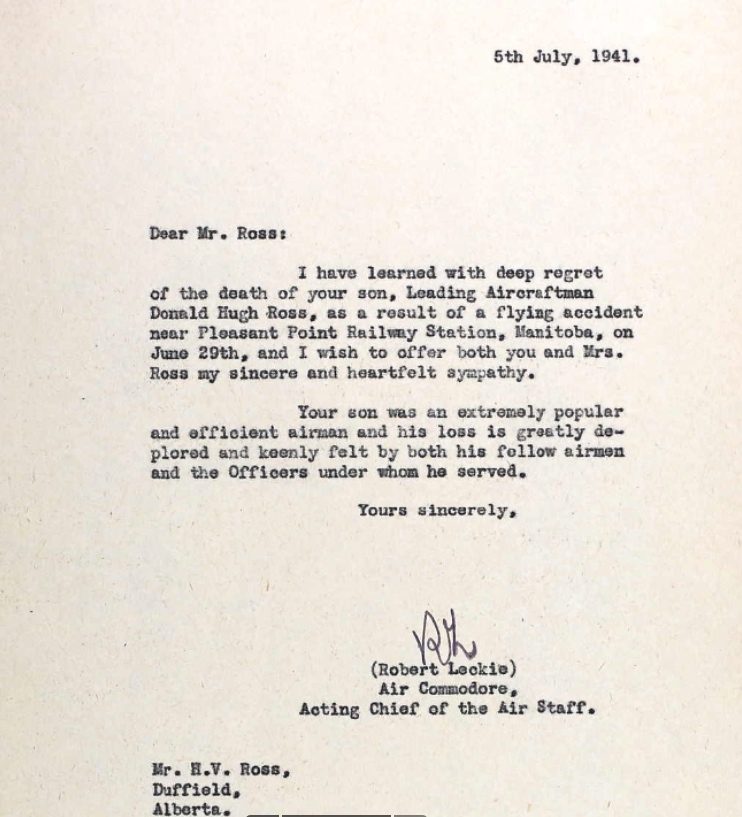 5th July, 1941.
Dear Mr. Ross:
I have learned with deep regret
of the death of your son, Leading Aircraftman
Donald Hugh Ross, as a result of a flying accident
near Pleasant Point Railway Station, Manitoba, on
June 29th, and I wish to offer both you and Mrs.
Ross my sincere and heartfelt sympathy.
Your son was an extremely popular
and efficient airman and his loss is greatly de-
plored and keenly felt by both his fellow airmen
and the Officers under whom he served.
Yours sincerely,
RL
(Robert Leckie)
Air Commodore,
Acting Chief of the Air Staff.
Mr. H.V. Ross,
Duffield,
Alberta.